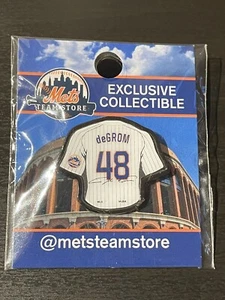 Mets
TEAM STORE
EXCLUSIVE
COLLECTIBLE
deGROM
48
@metsteamstore